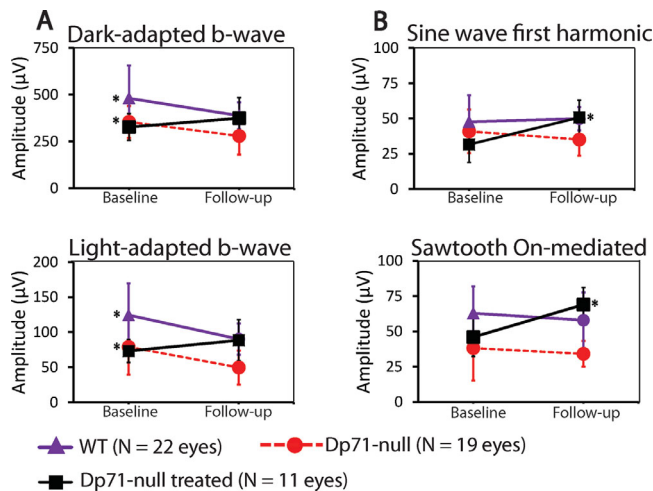 A
Dark-adapted b-wave
Amplitude (µV)
750
500
250
0
*
*
Baseline
Follow-up
B
Sine wave first harmonic
Amplitude (µV)
100
75
50
25
0
*
Baseline
Follow-up
Light-adapted b-wave
Amplitude (µV)
200
150
100
50
0
*
*
Baseline
Follow-up
Sawtooth On-mediated
Amplitude (µV)
100
75
50
25
0
*
Baseline
Follow-up
WT (N = 22 eyes)
Dp71-null (N = 19 eyes)
Dp71-null treated (N = 11 eyes)